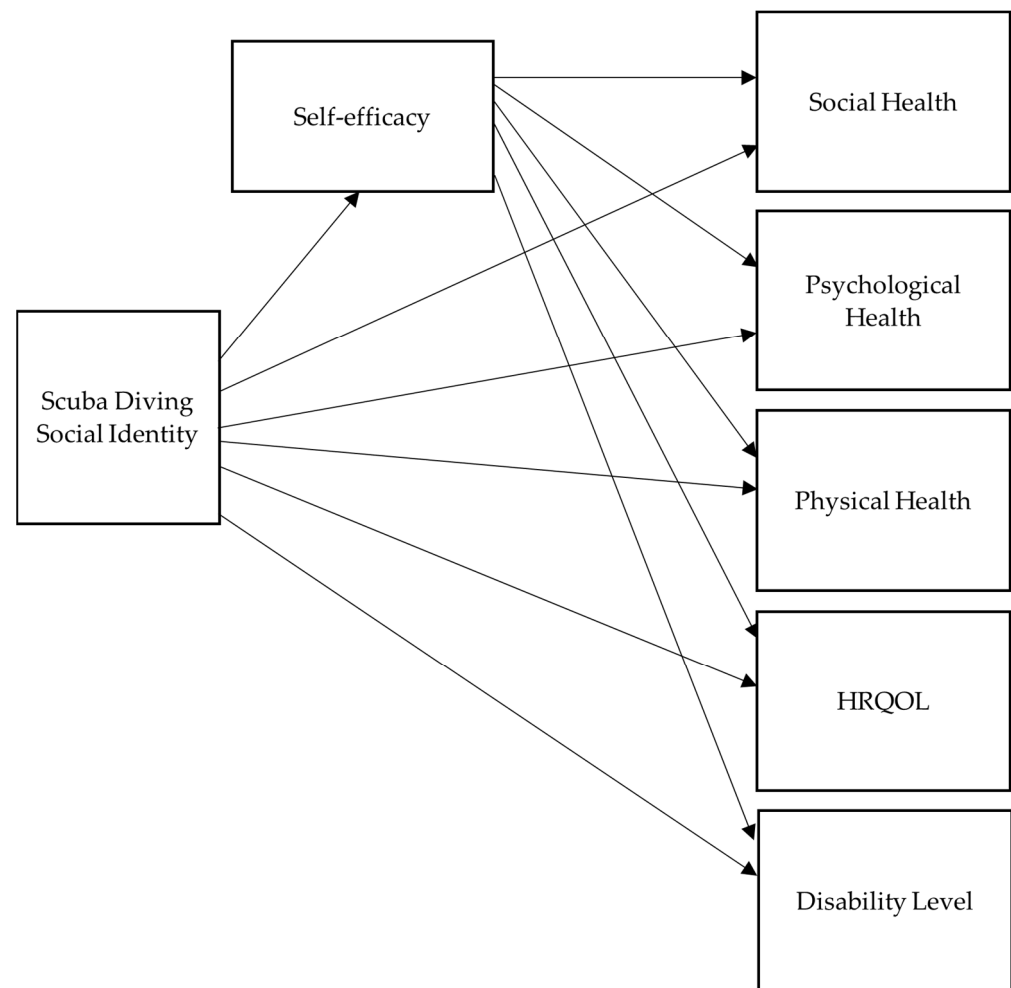 Self-efficacy
Social Health
Psychological
Health
Scuba Diving
Social Identity
Physical Health
HRQOL
Disability Level